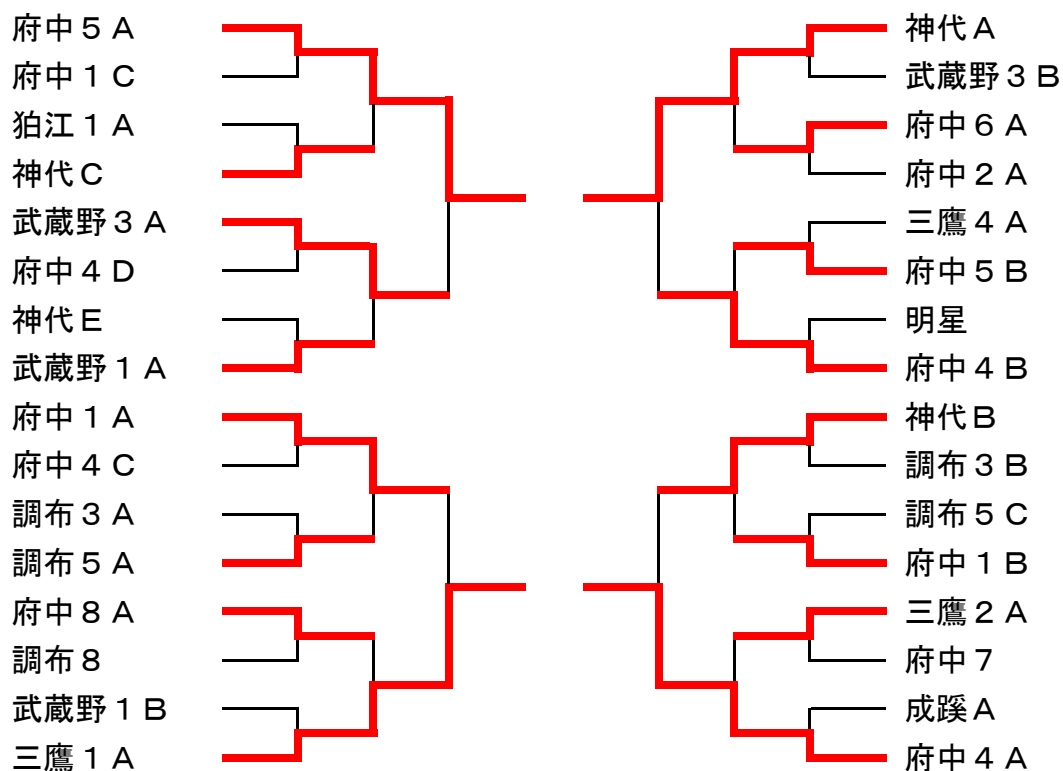 府中５Ａ
府中１Ｃ
狛江１Ａ
神代Ｃ
武蔵野３Ａ
府中４Ｄ
神代Ｅ
武蔵野１Ａ
府中１Ａ
府中４Ｃ
調布３Ａ
調布５Ａ
府中８Ａ
調布８
武蔵野１Ｂ
三鷹１Ａ
神代Ａ
武蔵野３Ｂ
府中６Ａ
府中２Ａ
三鷹４Ａ
府中５Ｂ
明星
府中４Ｂ
神代Ｂ
調布３Ｂ
調布５Ｃ
府中１Ｂ
三鷹２Ａ
府中７
成蹊Ａ
府中４Ａ